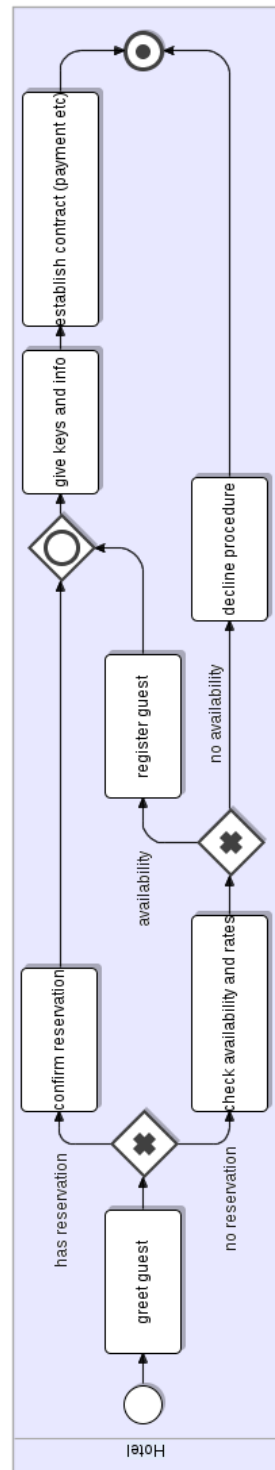 Hotel
greet guest
has reservation
no reservation
confirm reservation
check availability and rates
availability
no availability
register guest
decline procedure
give keys and info
establish contract (payment etc)